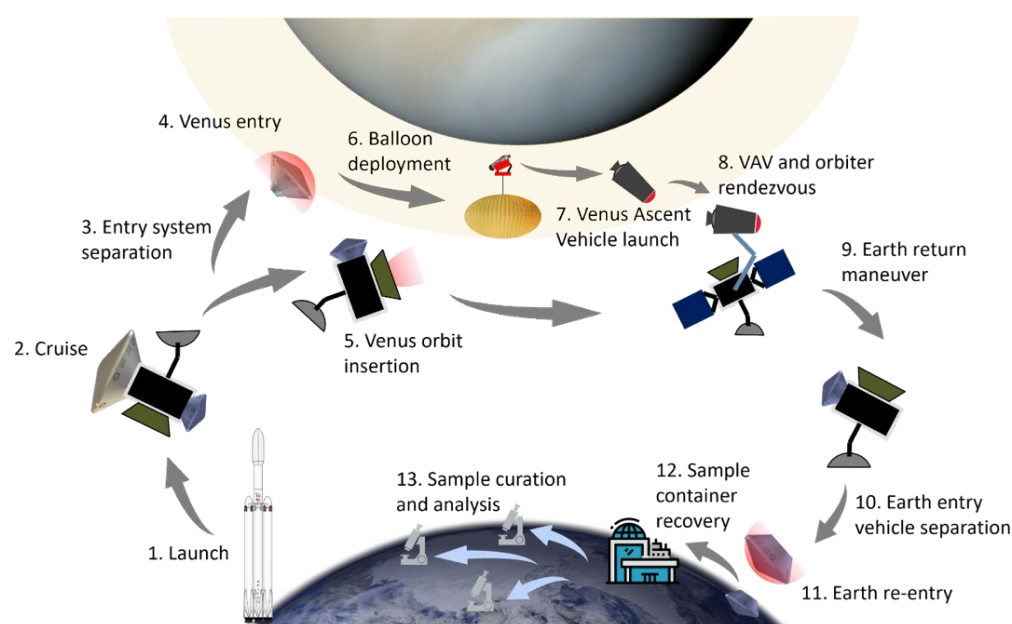 1. Launch
2. Cruise
3. Entry system
separation
4. Venus entry
5. Venus orbit
insertion
6. Balloon
deployment
7. Venus Ascent
Vehicle launch
8. VAV and orbiter
rendezvous
9. Earth return
maneuver
10. Earth entry
vehicle separation
11. Earth re-entry
12. Sample
container
recovery
13. Sample curation
and analysis